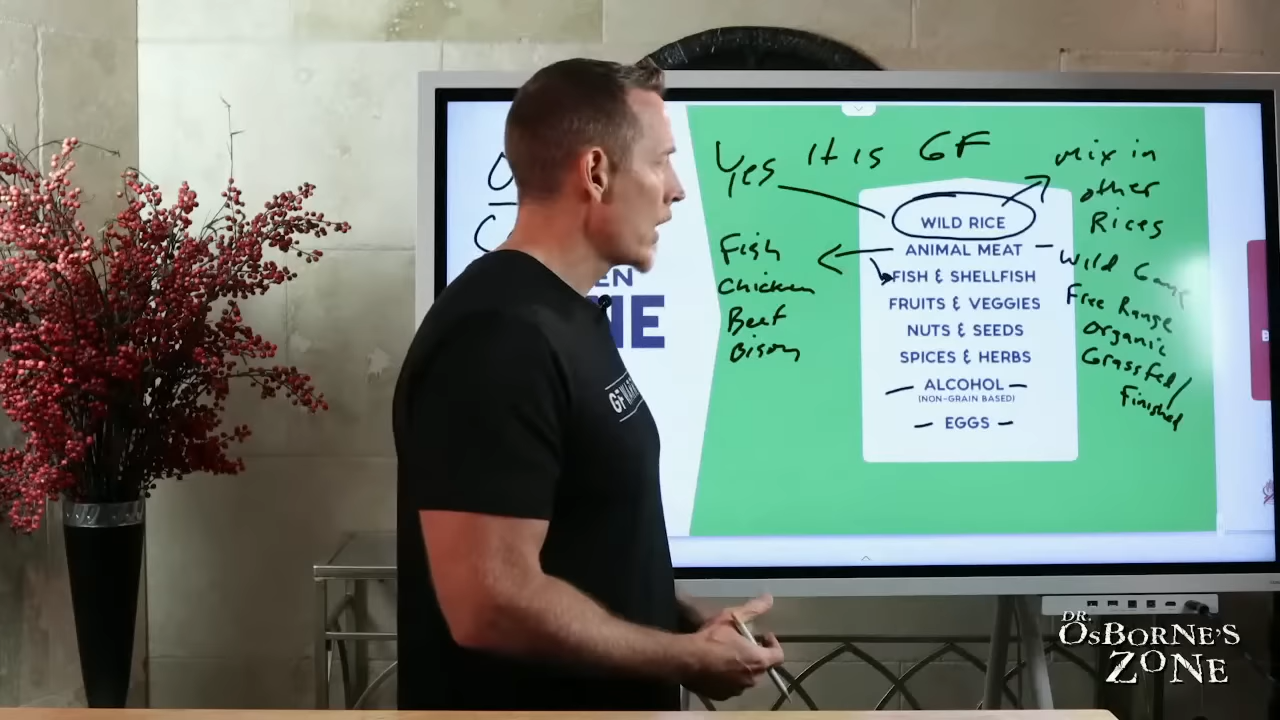 Yes It is GF
Mix in
other
Rices
WILD RICE
ANIMAL MEAT
FISH & SHELLFISH
FRUITS & VEGGIES
NUTS & SEEDS
SPICES & HERBS
ALCOHOL
(NON-GRAIN BASED)
EGGS
Fish
Chicken
Beef
Bison
Wild Game
Free Range
Organic
Grassfed/
Finished
EN
DR.
OSBORNE'S
ZONE